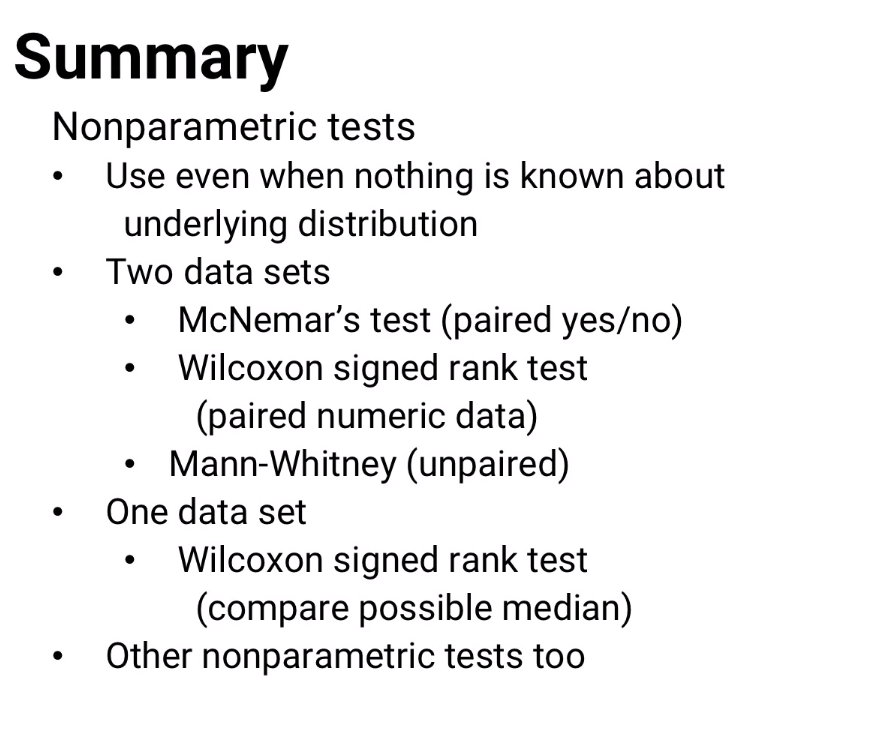 Summary
Nonparametric tests
• Use even when nothing is known about
underlying distribution
• Two data sets
• McNemar’s test (paired yes/no)
• Wilcoxon signed rank test
(paired numeric data)
• Mann-Whitney (unpaired)
• One data set
• Wilcoxon signed rank test
(compare possible median)
• Other nonparametric tests too